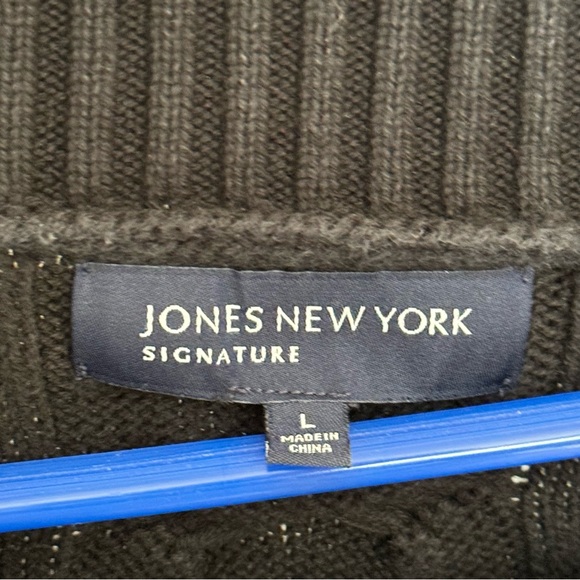 JONES NEW YORK
SIGNATURE
L
MADE IN
CHINA